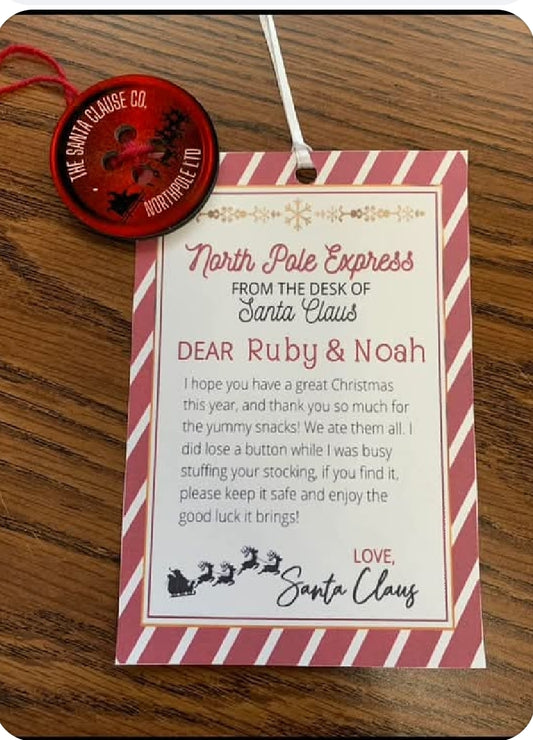 THE SANTA CLAUSE CO,
NORTHPOLE LTD
North Pole Express
FROM THE DESK OF
Santa Claus
DEAR Ruby & Noah
I hope you have a great Christmas
this year, and thank you so much for
the yummy snacks! We ate them all. I
did lose a button while I was busy
stuffing your stocking, if you find it,
please keep it safe and enjoy the
good luck it brings!
LOVE,
Santa Claus